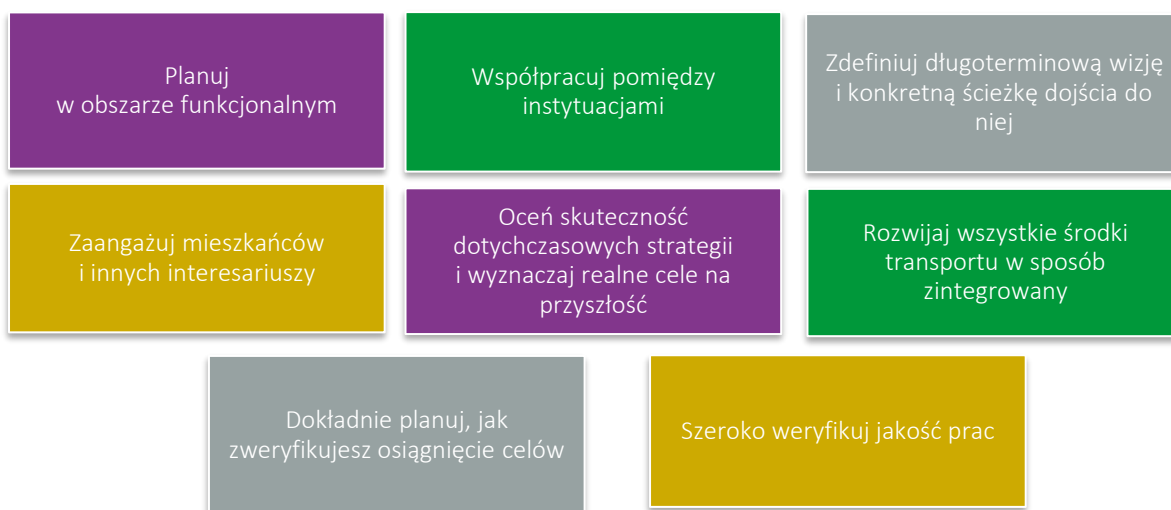 Planuj
w obszarze funkcjonalnym
Współpracuj pomiędzy
instytuacjami
Zdefiniuj długoterminową wizję
i konkretną ścieżkę dojścia do
niej
Zaangażuj mieszkańców
i innych interesariuszy
Oceń skuteczność
dotychczasowych strategii
i wyznaczaj realne cele na
przyszłość
Rozwijaj wszystkie środki
transportu w sposób
zintegrowany
Dokładnie planuj, jak
zweryfikujesz osiągnięcie celów
Szeroko weryfikuj jakość prac